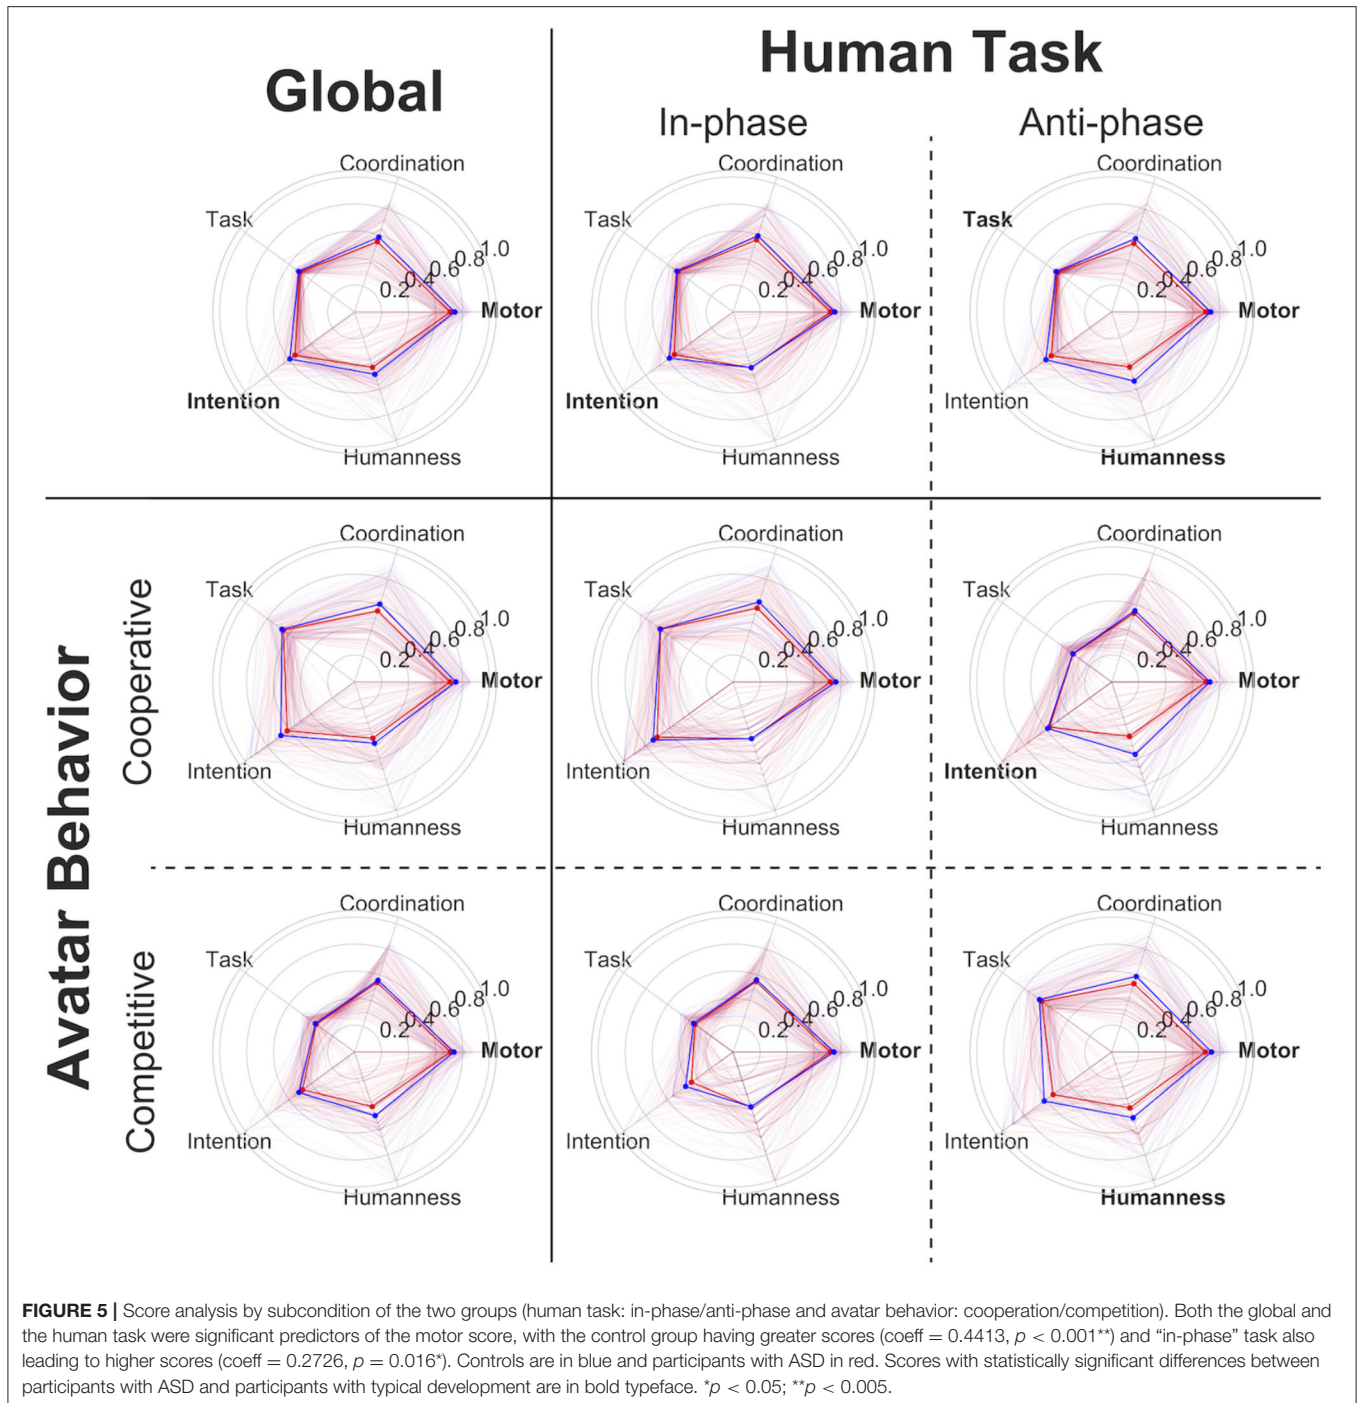 Global
Human Task
In-phase
Anti-phase
Coordination
Task
0.2
0.4
0.6
0.8
1.0
Motor
Intention
Humanness
Coordination
Task
0.2
0.4
0.6
0.8
1.0
Motor
Intention
Humanness
Coordination
Task
0.2
0.4
0.6
0.8
1.0
Motor
Intention
Humanness
Avatar Behavior
Cooperative
Coordination
Task
0.2
0.4
0.6
0.8
1.0
Motor
Intention
Humanness
Coordination
Task
0.2
0.4
0.6
0.8
1.0
Motor
Intention
Humanness
Coordination
Task
0.2
0.4
0.6
0.8
1.0
Motor
Intention
Humanness
Competitive
Coordination
Task
0.2
0.4
0.6
0.8
1.0
Motor
Intention
Humanness
Coordination
Task
0.2
0.4
0.6
0.8
1.0
Motor
Intention
Humanness
Coordination
Task
0.2
0.4
0.6
0.8
1.0
Motor
Intention
Humanness
FIGURE 5 | Score analysis by subcondition of the two groups (human task: in-phase/anti-phase and avatar behavior: cooperation/competition). Both the global and
the human task were significant predictors of the motor score, with the control group having greater scores (coeff = 0.4413, p < 0.001**) and “in-phase” task also
leading to higher scores (coeff = 0.2726, p = 0.016*). Controls are in blue and participants with ASD in red. Scores with statistically significant differences between
participants with ASD and participants with typical development are in bold typeface. *p < 0.05; **p < 0.005.